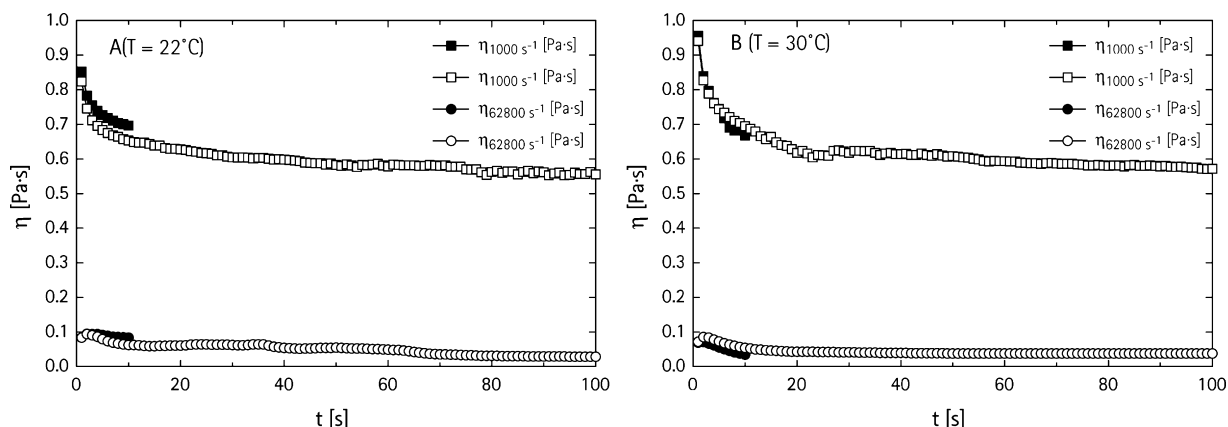 A(T = 22°C)
η1000 s⁻¹ [Pa·s]
η1000 s⁻¹ [Pa·s]
η62800 s⁻¹ [Pa·s]
η62800 s⁻¹ [Pa·s]
1.0
0.9
0.8
0.7
0.6
0.5
0.4
0.3
0.2
0.1
0.0
η [Pa·s]
0 20 40 60 80 100
t [s]
B (T = 30°C)
η1000 s⁻¹ [Pa·s]
η1000 s⁻¹ [Pa·s]
η62800 s⁻¹ [Pa·s]
η62800 s⁻¹ [Pa·s]
1.0
0.9
0.8
0.7
0.6
0.5
0.4
0.3
0.2
0.1
0.0
η [Pa·s]
0 20 40 60 80 100
t [s]